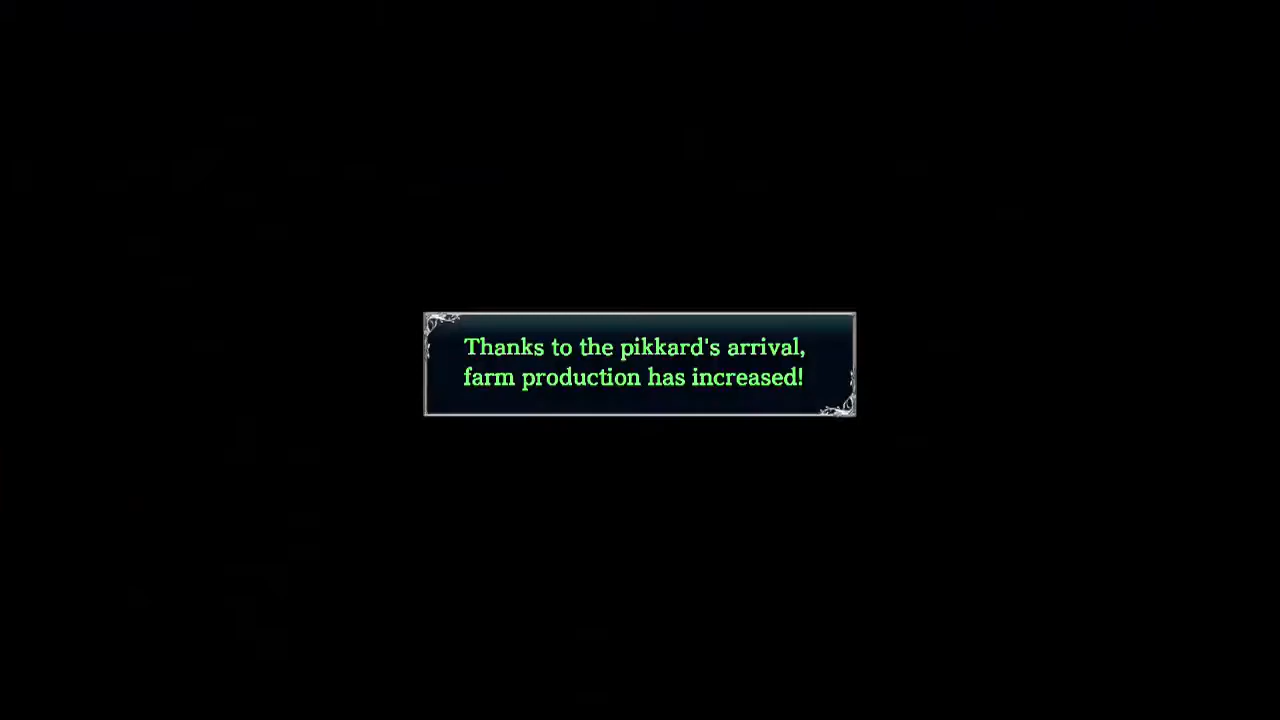 Thanks to the pikkard's arrival,
farm production has increased!